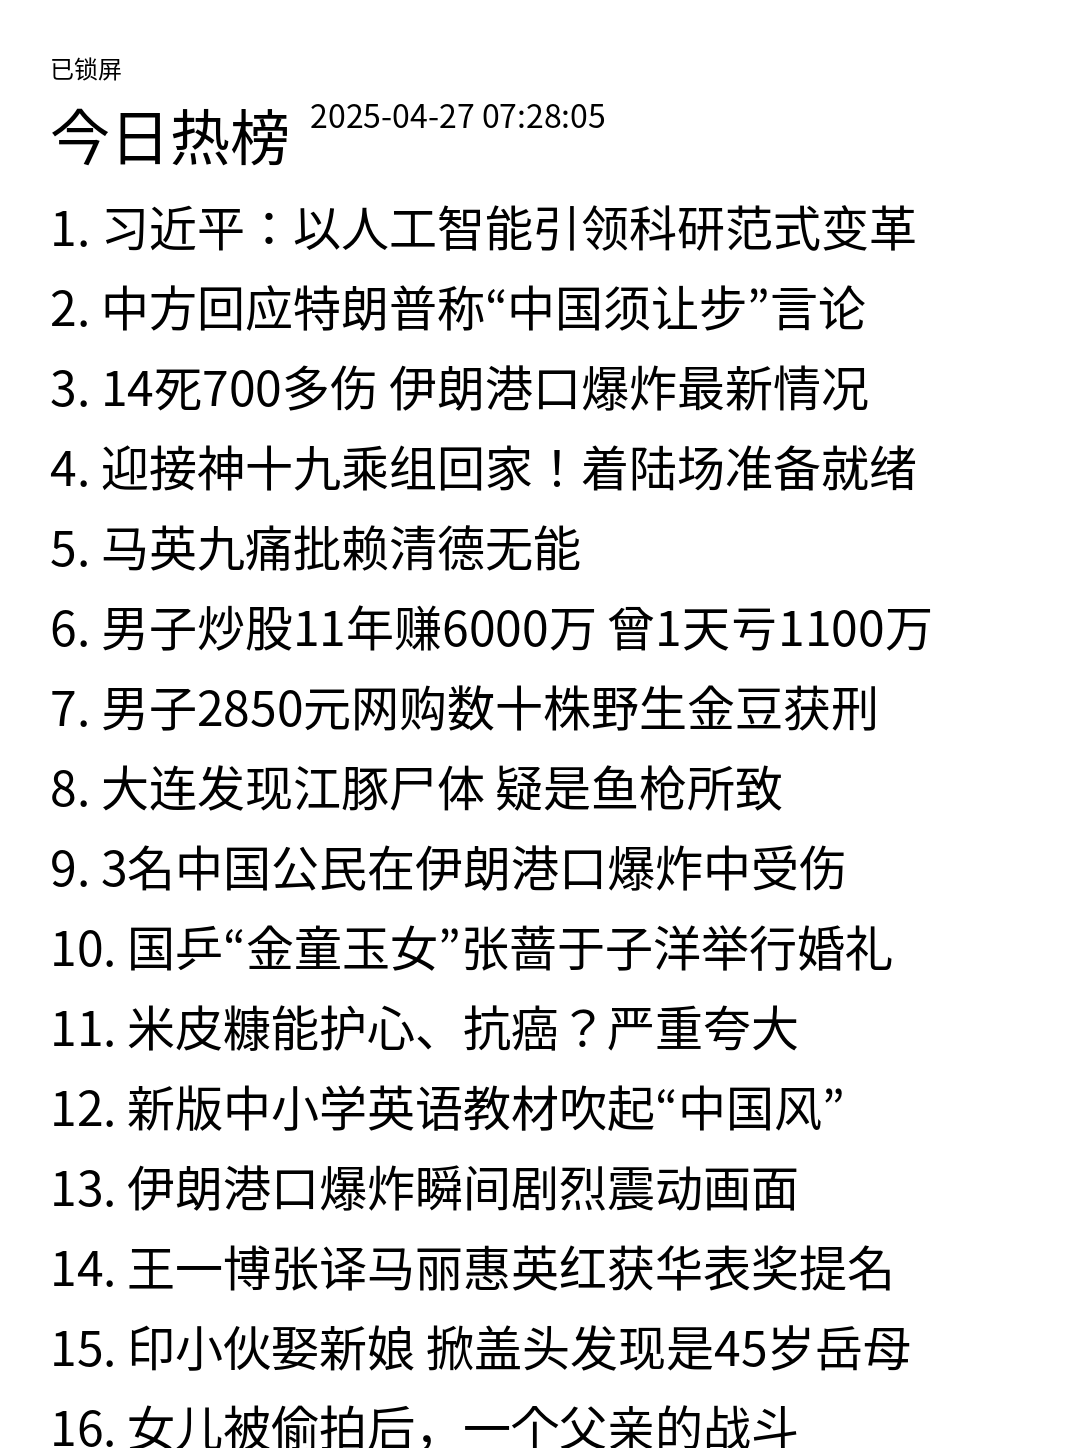 已锁屏
今日热榜 2025-04-27 07:28:05
1. 习近平：以人工智能引领科研范式变革
2. 中方回应特朗普称“中国须让步”言论
3. 14死700多伤 伊朗港口爆炸最新情况
4. 迎接神十九乘组回家！着陆场准备就绪
5. 马英九痛批赖清德无能
6. 男子炒股11年赚6000万 曾1天亏1100万
7. 男子2850元网购数十株野生金豆获刑
8. 大连发现江豚尸体 疑是鱼枪所致
9. 3名中国公民在伊朗港口爆炸中受伤
10. 国乒“金童玉女”张蔷于子洋举行婚礼
11. 米皮糠能护心、抗癌？严重夸大
12. 新版中小学英语教材吹起“中国风”
13. 伊朗港口爆炸瞬间剧烈震动画面
14. 王一博张译马丽惠英红获华表奖提名
15. 印小伙娶新娘 掀盖头发现是45岁岳母
16. 女儿被偷拍后，一个父亲的战斗